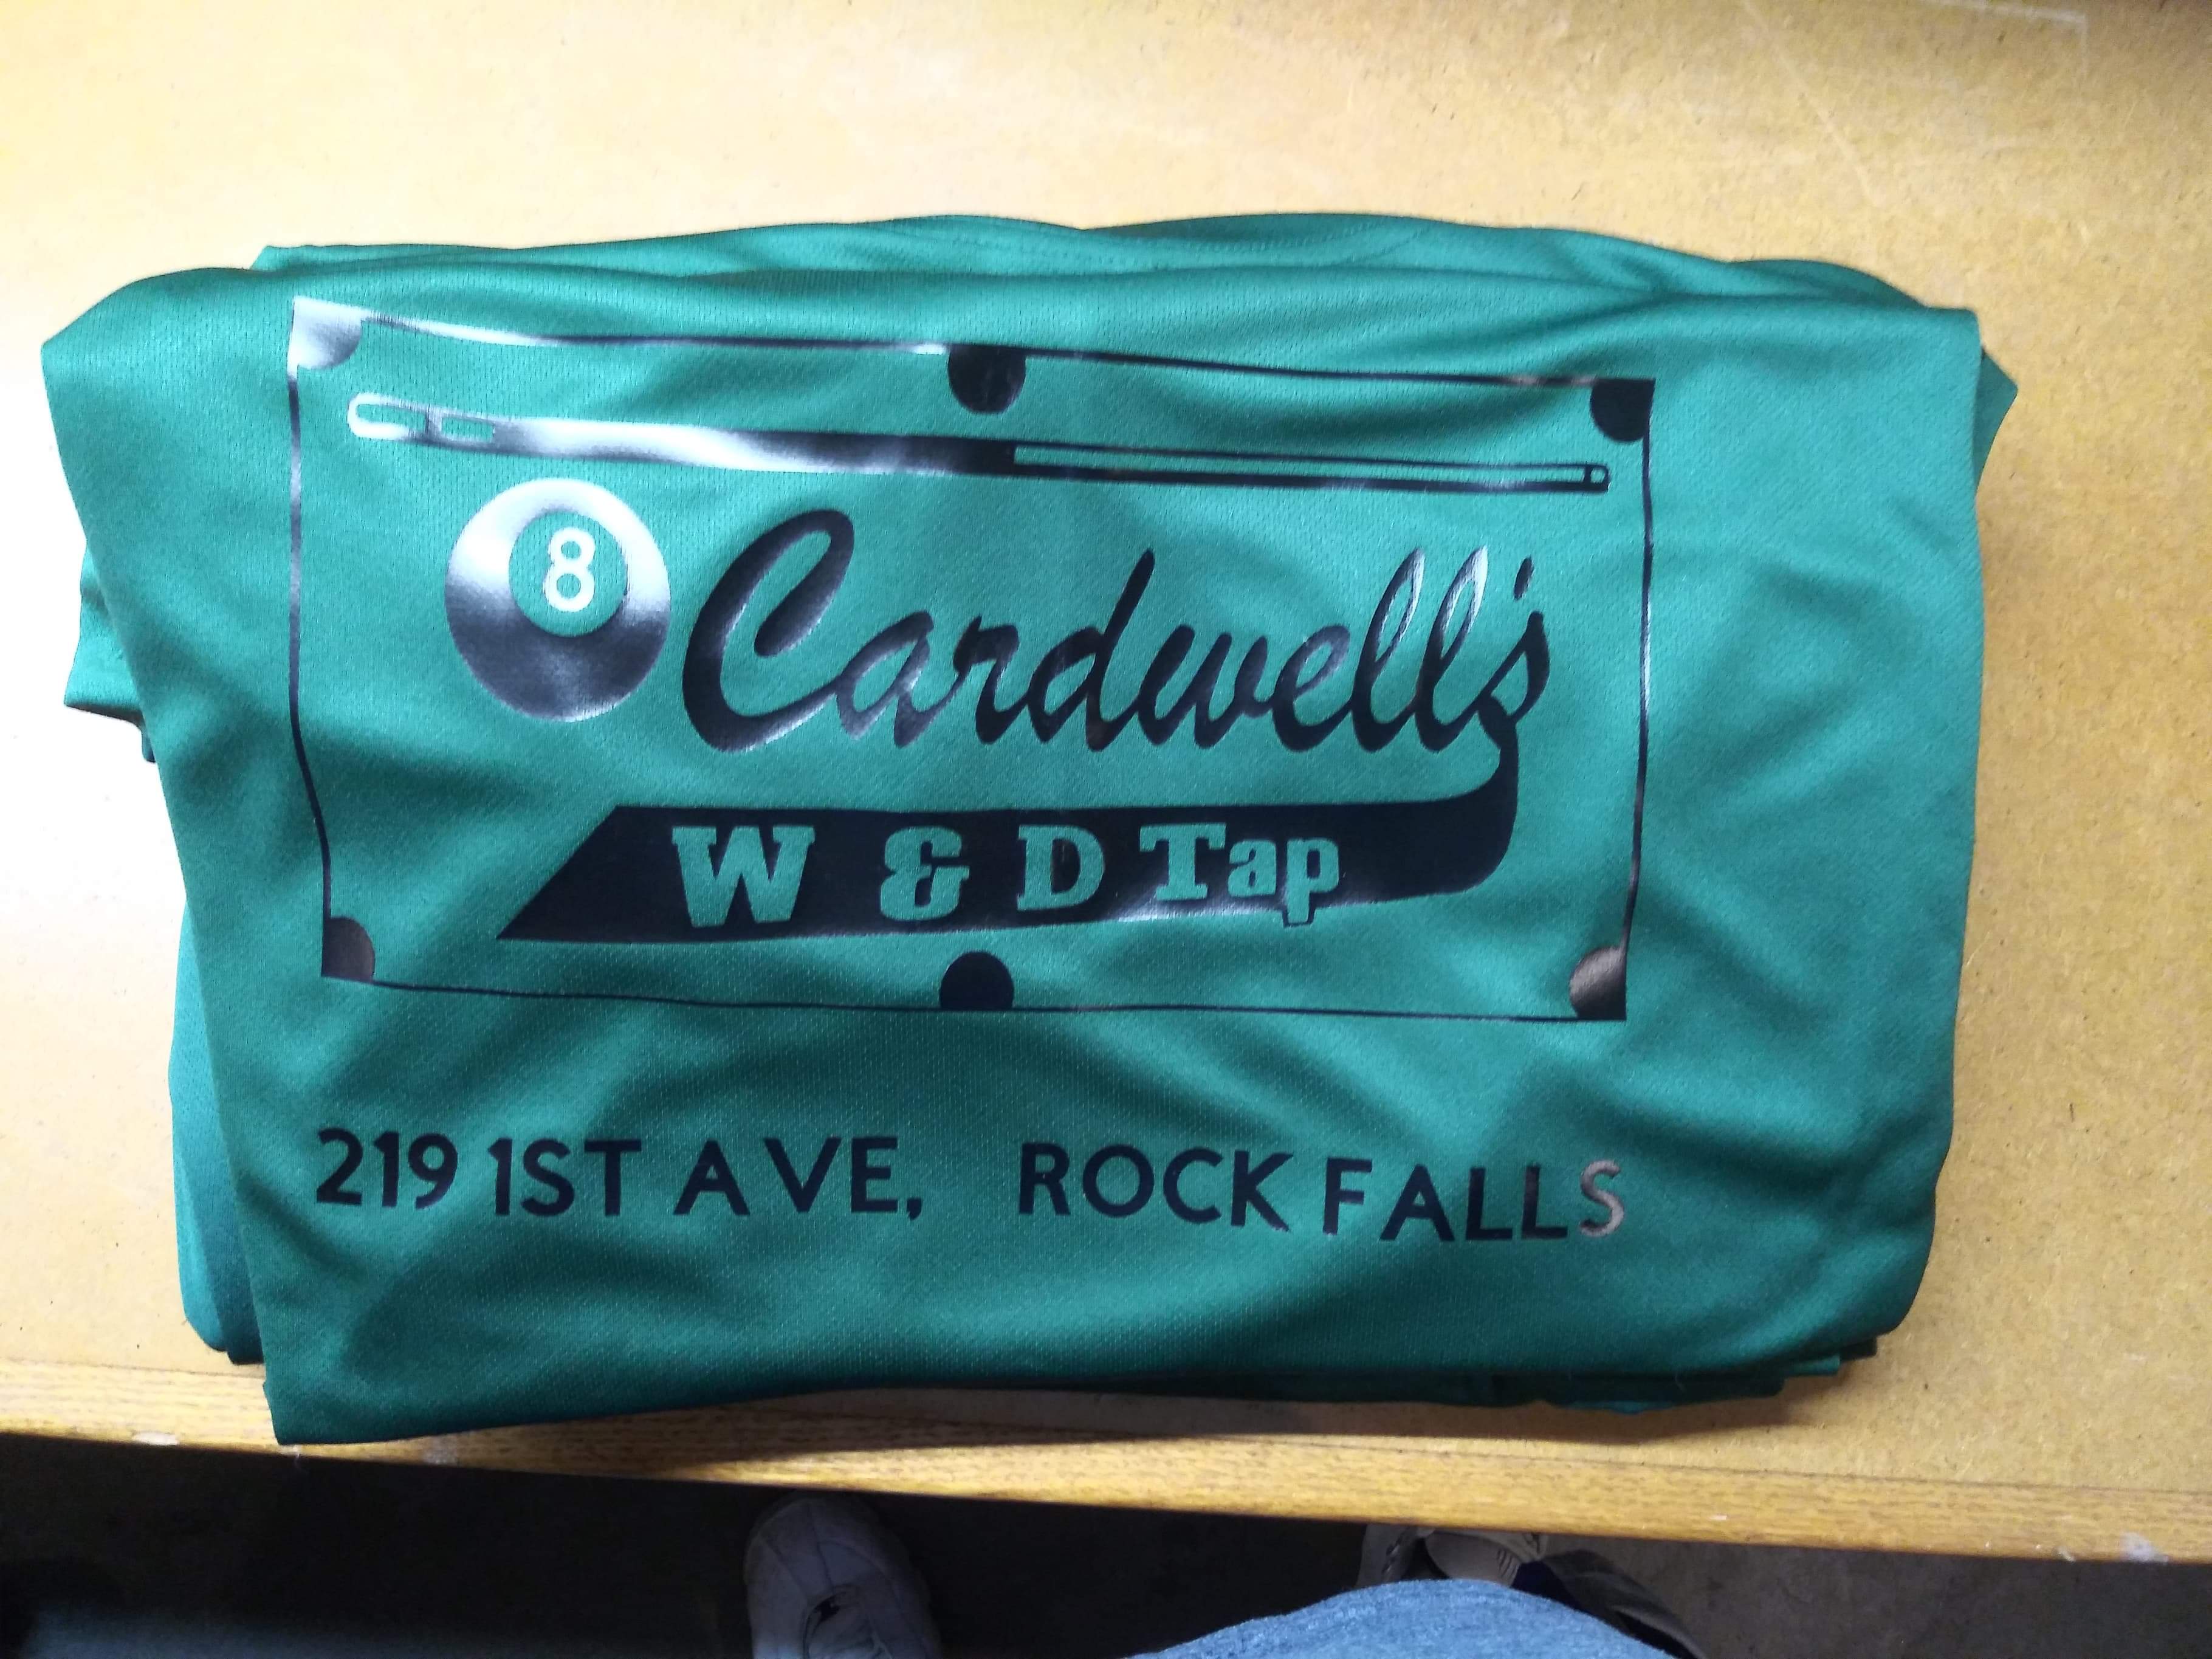 8
Cardwell's
W & D Tap
219 1ST AVE, ROCK FALLS